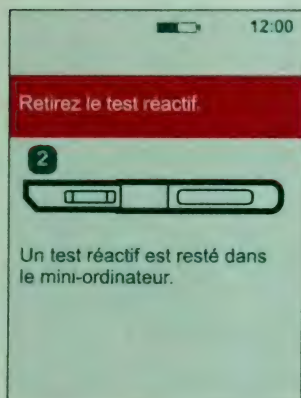 12:00
Retirez le test réactif.
2
Un test réactif est resté dans
le mini-ordinateur.